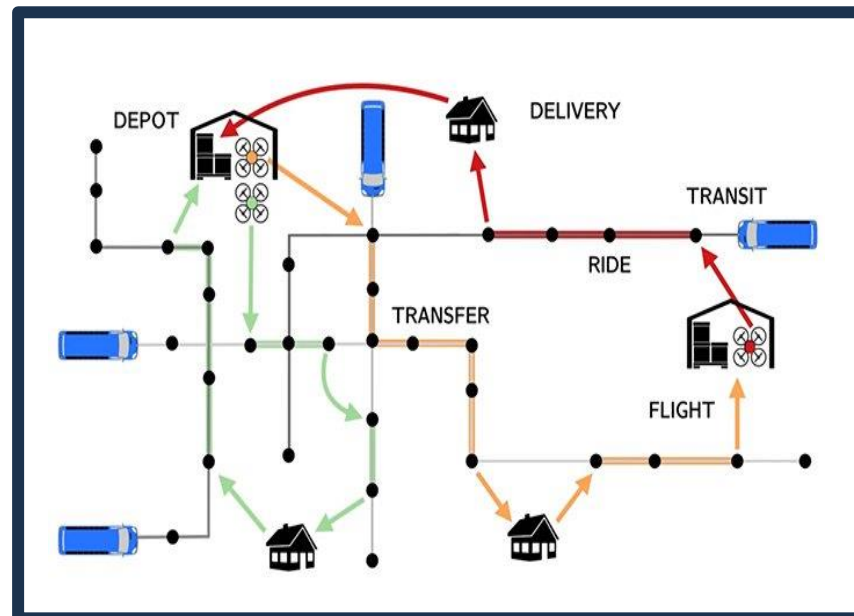 DEPOT
DELIVERY
TRANSIT
RIDE
TRANSFER
FLIGHT